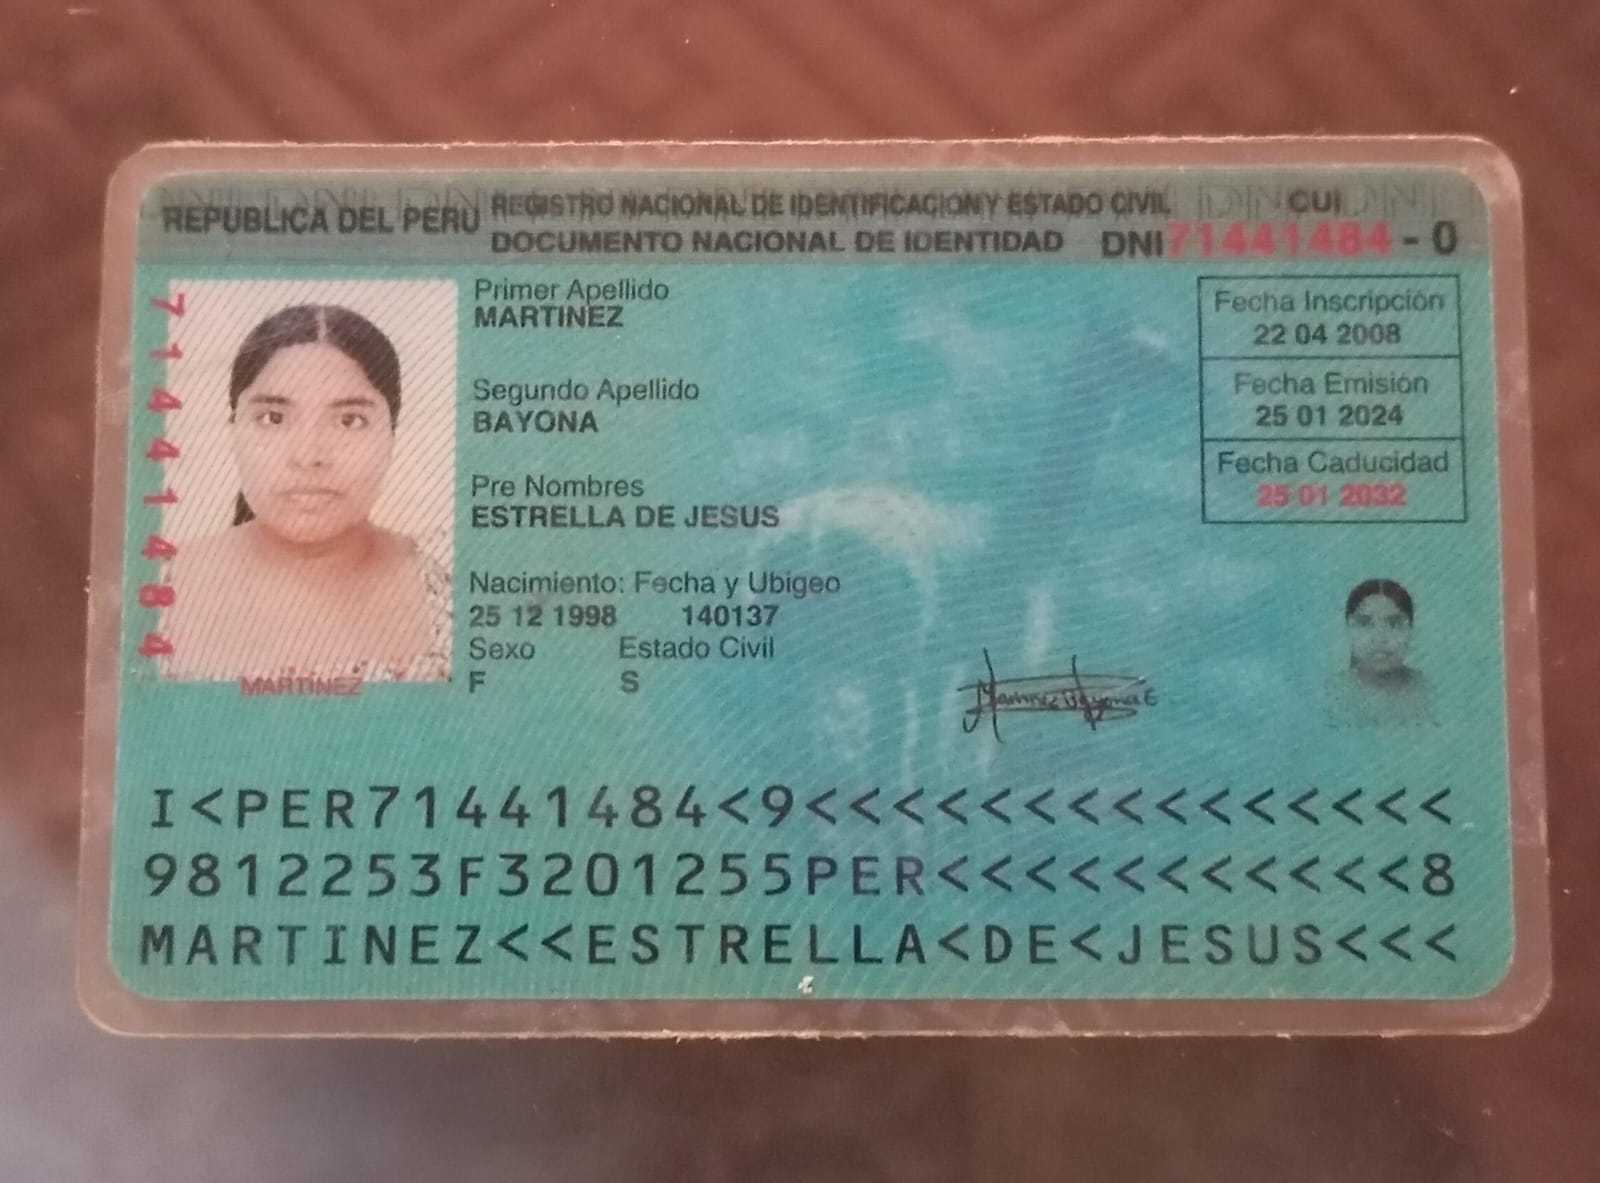 REPUBLICA DEL PERU
REGISTRO NACIONAL DE IDENTIFICACION Y ESTADO CIVIL
DOCUMENTO NACIONAL DE IDENTIDAD
CUI
DNI 71441484 - 0
71441484
MARTINEZ
Primer Apellido
MARTINEZ
Segundo Apellido
BAYONA
Pre Nombres
ESTRELLA DE JESUS
Nacimiento: Fecha y Ubigeo
25 12 1998 140137
Sexo Estado Civil
F S
Fecha Inscripción
22 04 2008
Fecha Emisión
25 01 2024
Fecha Caducidad
25 01 2032
Martinez Bayona E
I<PER71441484<9<<<<<<<<<<<<<<<
9812253F3201255PER<<<<<<<<<<<8
MARTINEZ<<ESTRELLA<DE<JESUS<<<